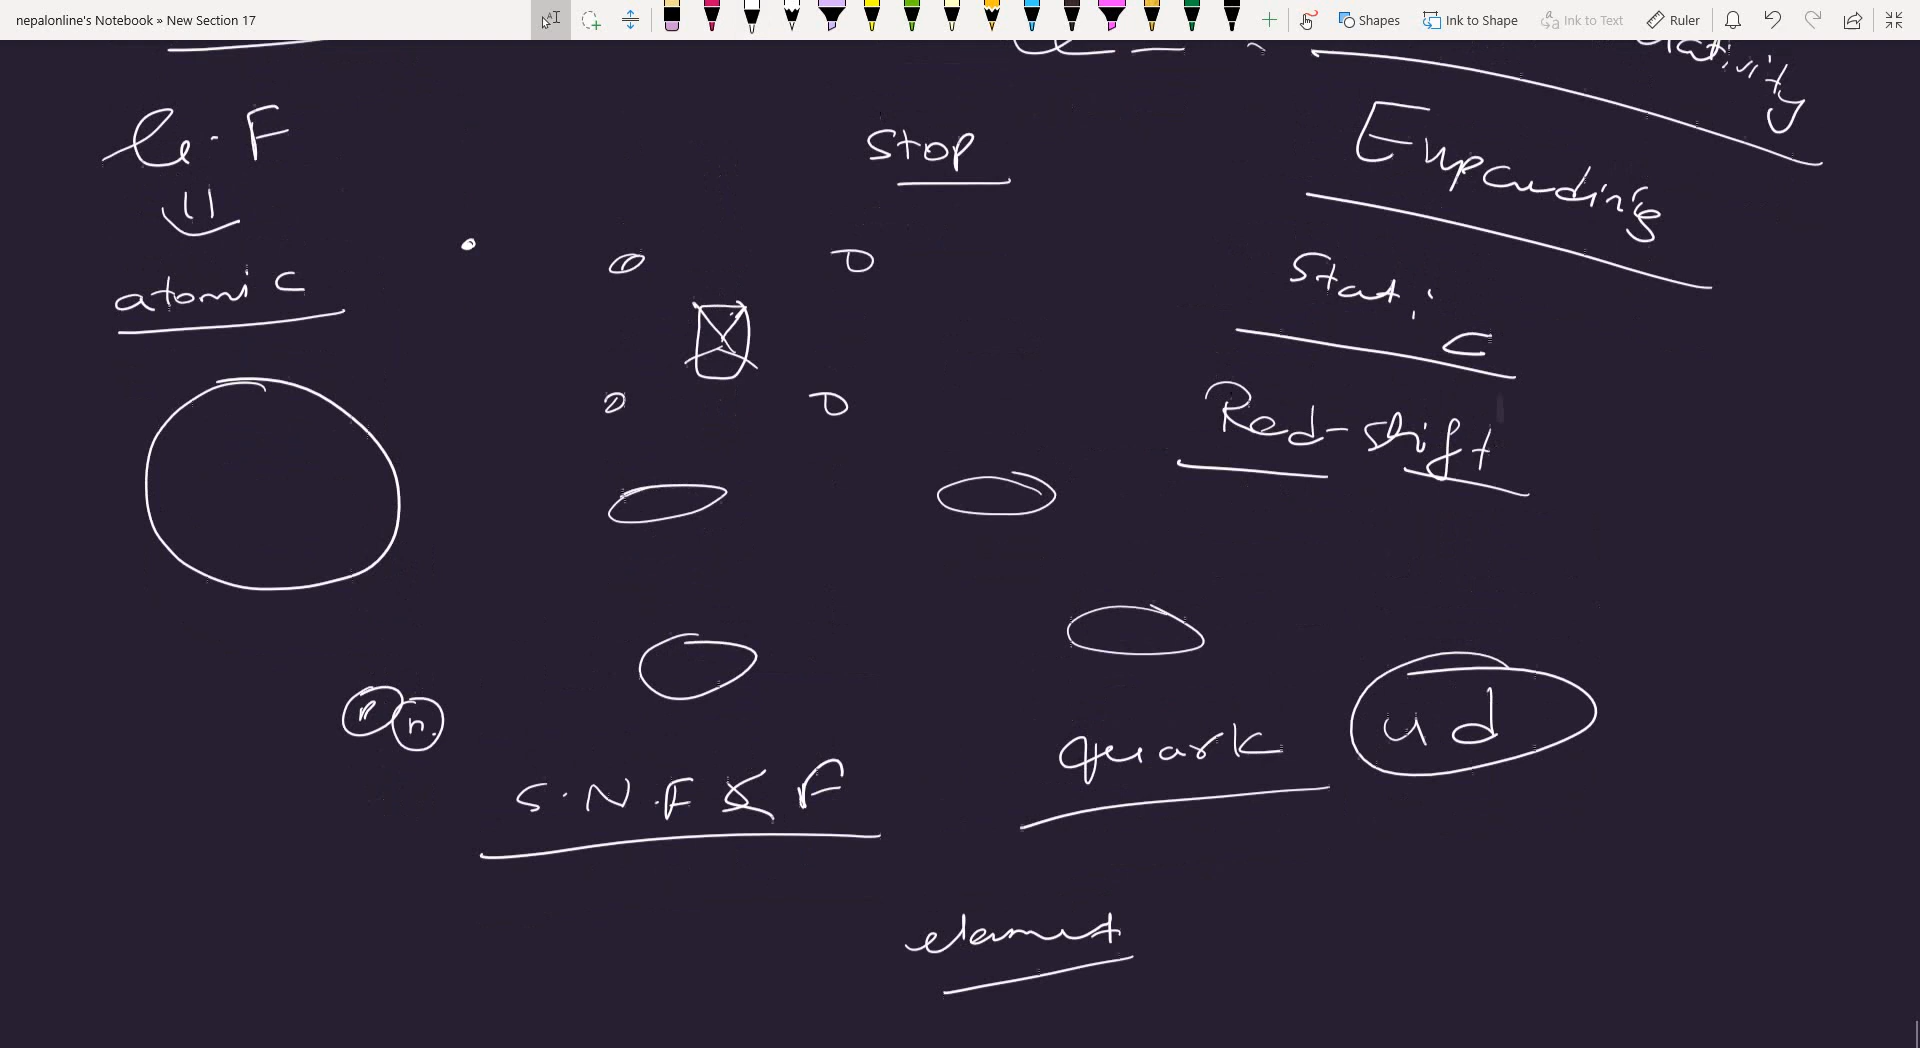 nepalonline's Notebook » New Section 17
Shapes
Ink to Shape
Ink to Text
Ruler
G.F
stop
Expanding
atomic
Static
Red-shift
p n
u d
quark
S.N.F & F
element